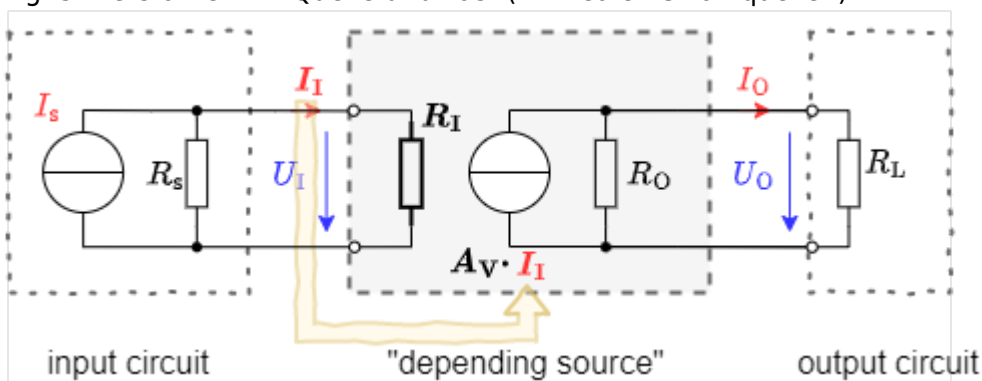 I_I
I_O
I_s
R_I
R_s
U_I
R_O
U_O
R_L
A_V· I_I
input circuit
"depending source"
output circuit